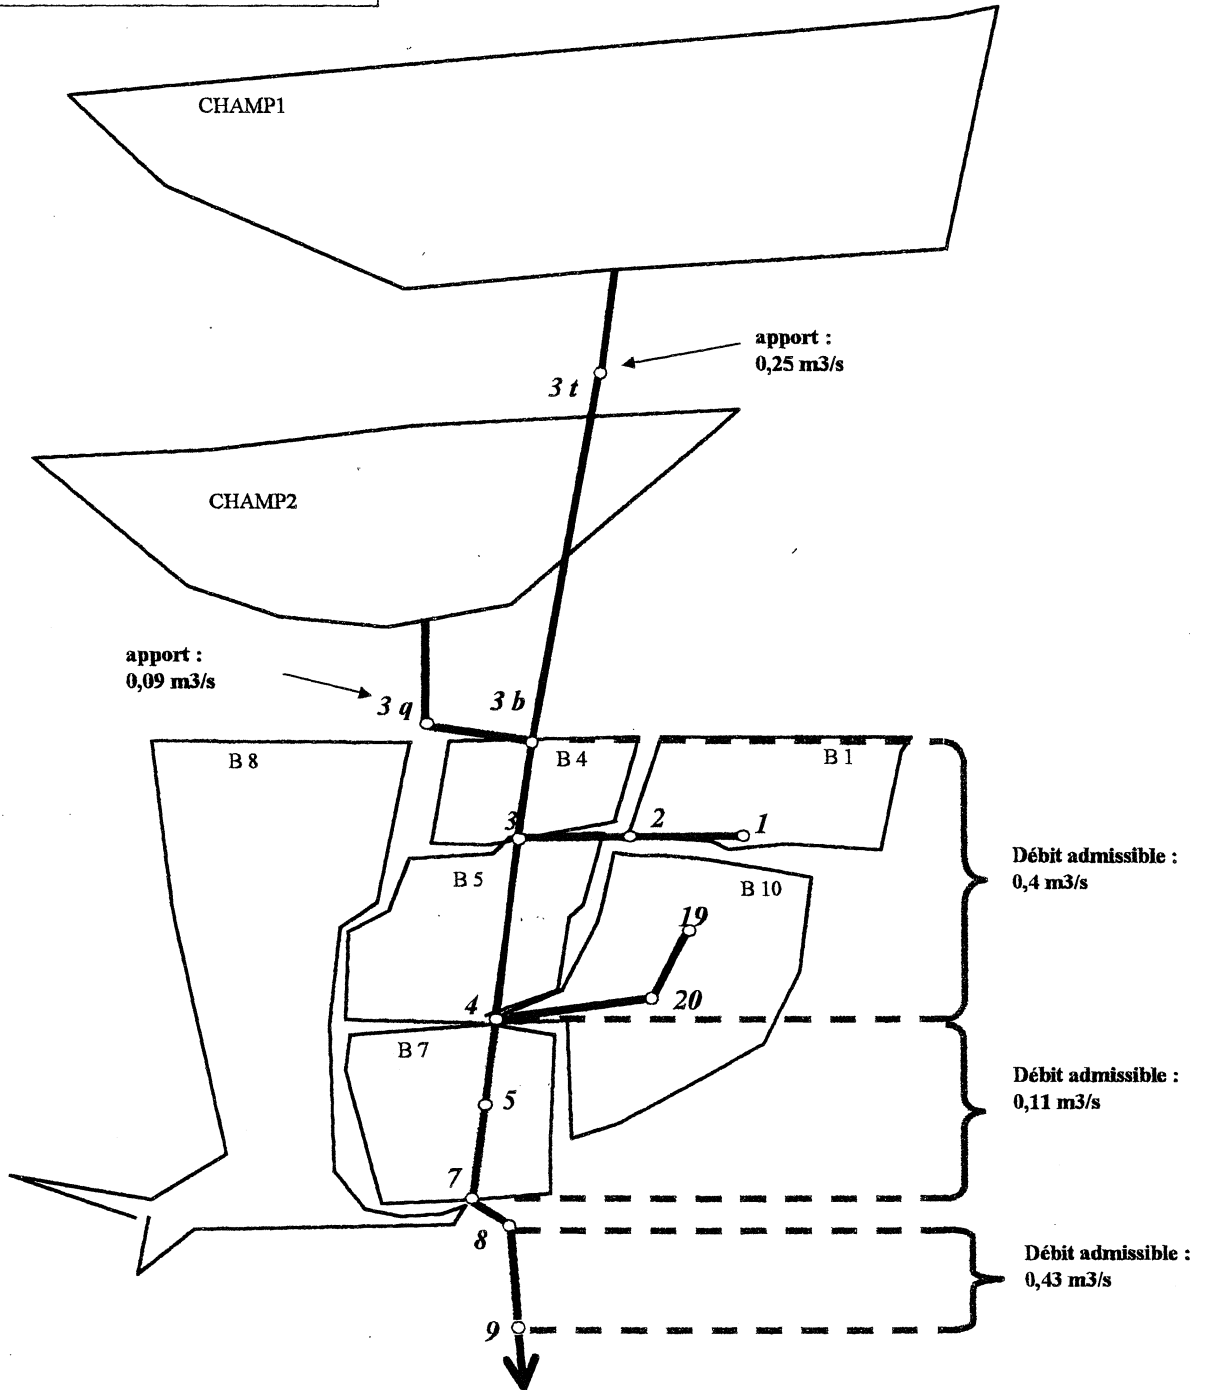 CHAMP1
apport :
0,25 m3/s
3 t
CHAMP2
apport :
0,09 m3/s
3 q
3 b
B 8
B 4
B 1
3
2
1
Débit admissible :
0,4 m3/s
B 5
B 10
19
4
20
B 7
Débit admissible :
0,11 m3/s
5
7
8
Débit admissible :
0,43 m3/s
9